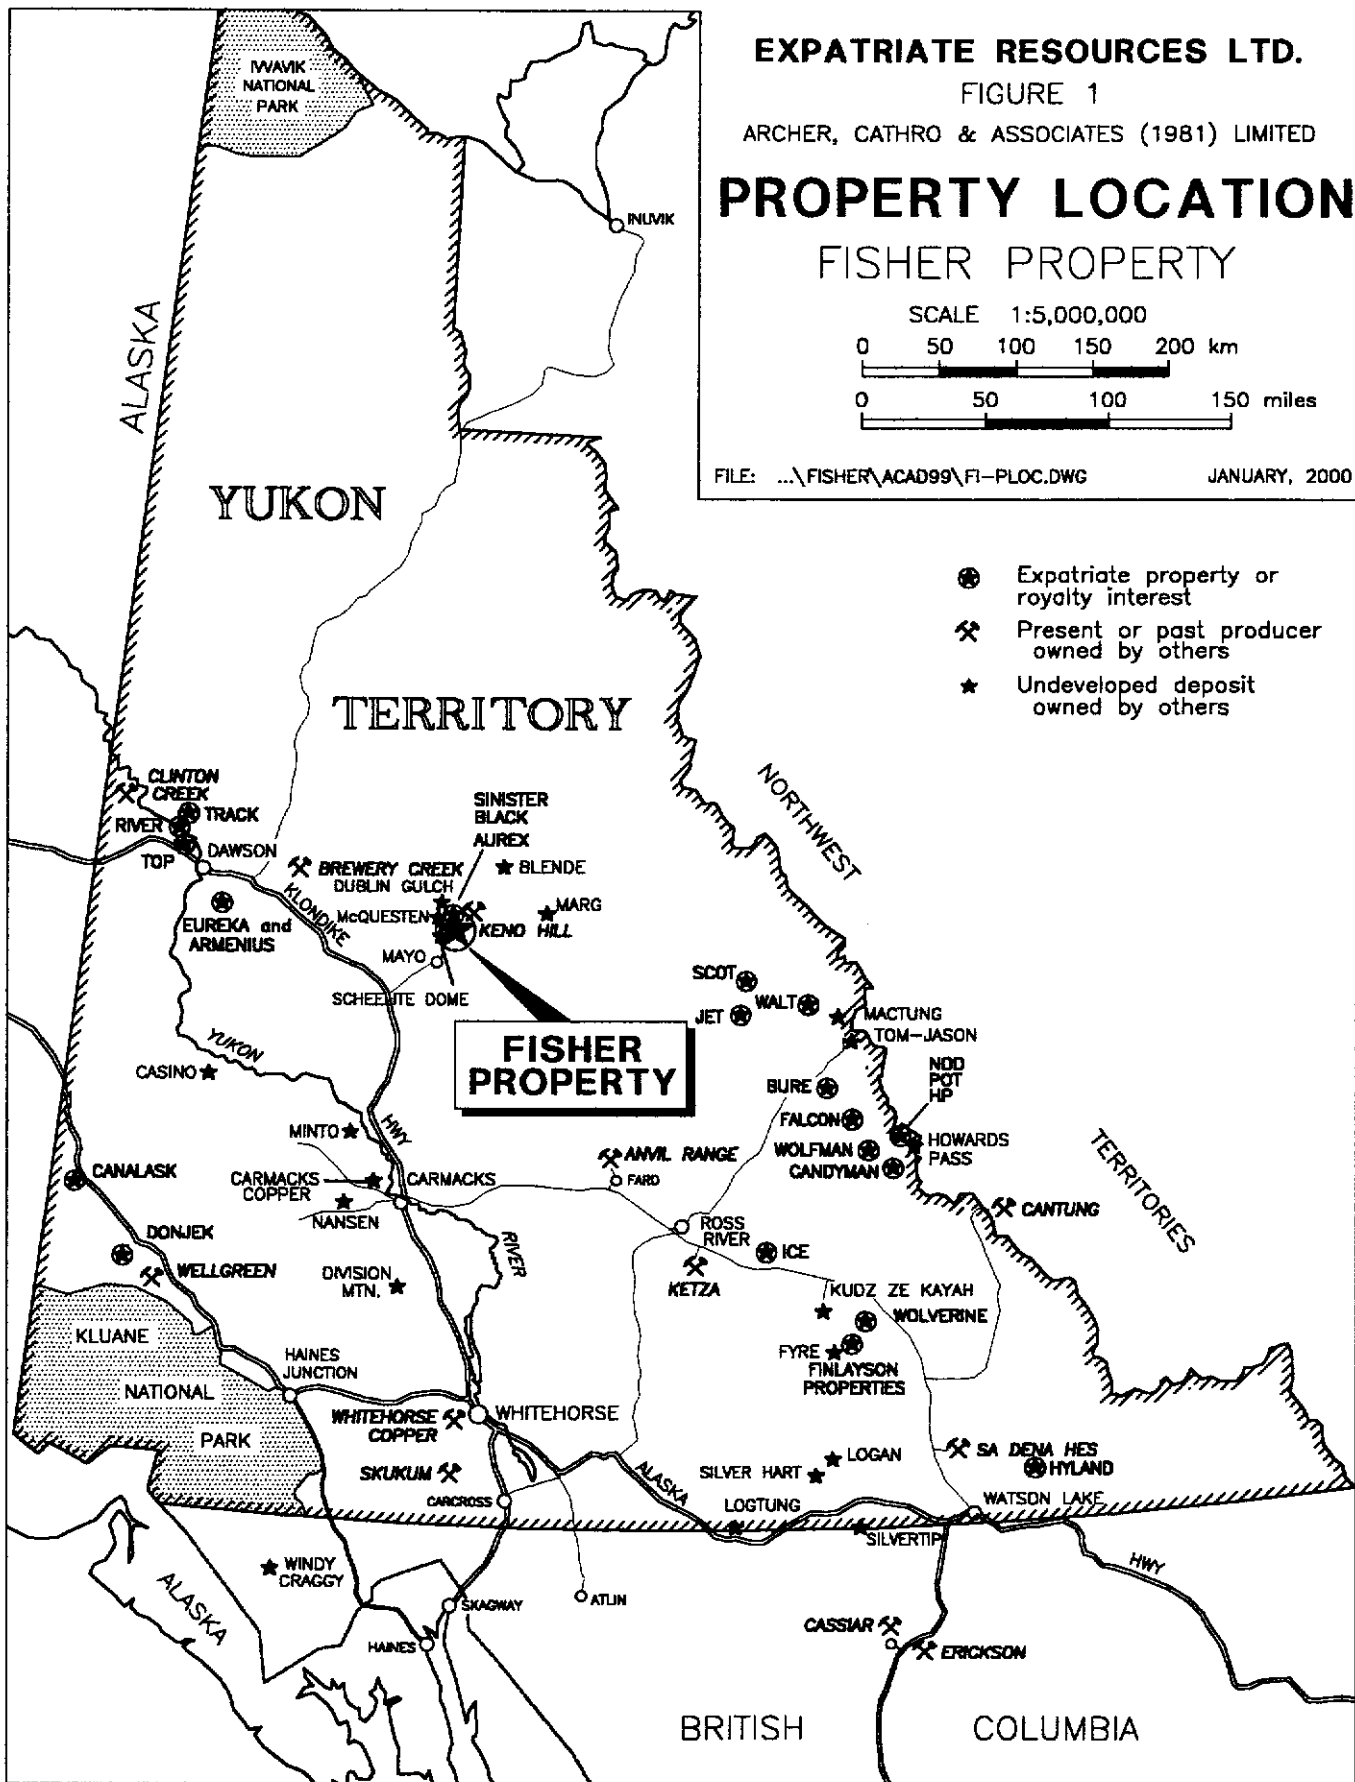 EXPATRIATE RESOURCES LTD.
FIGURE 1
ARCHER, CATHRO & ASSOCIATES (1981) LIMITED
PROPERTY LOCATION
FISHER PROPERTY
SCALE 1:5,000,000
0 50 100 150 200 km
0 50 100 150 miles
FILE: ...\FISHER\ACAD99\FI-PLOC.DWG JANUARY, 2000
Expatriate property or
royalty interest
Present or past producer
owned by others
Undeveloped deposit
owned by others
IVVAVIK
NATIONAL
PARK
INUVIK
ALASKA
YUKON
TERRITORY
NORTHWEST
TERRITORIES
CLINTON
CREEK
TRACK
RIVER
TOP
DAWSON
EUREKA and
ARMENIUS
KLONDIKE
HWY
BREWERY CREEK
DUBLIN GULCH
McQUESTEN
SINISTER
BLACK
AUREX
BLENDE
MARG
KENO HILL
MAYO
SCHEELITE DOME
FISHER
PROPERTY
YUKON
RIVER
CASINO
MINTO
CARMACKS
COPPER
CARMACKS
NANSEN
CANALASK
DONJEK
WELLGREEN
DIVISION
MTN.
KLUANE
NATIONAL
PARK
HAINES
JUNCTION
WHITEHORSE
COPPER
WHITEHORSE
SKUKUM
CARCROSS
SCOT
JET
WALT
MACTUNG
TOM-JASON
BURE
FALCON
WOLFMAN
CANDYMAN
NOD
POT
HP
HOWARDS
PASS
CANTUNG
ANVIL RANGE
FARO
ROSS
RIVER
ICE
KETZA
KUDZ ZE KAYAH
WOLVERINE
FYRE
FINLAYSON
PROPERTIES
LOGAN
SILVER HART
SA DENA HES
HYLAND
WATSON LAKE
ALASKA
HWY
LOGTUNG
SILVERTIP
WINDY
CRAGGY
ALASKA
SKAGWAY
HAINES
ATLIN
CASSIAR
ERICKSON
BRITISH COLUMBIA